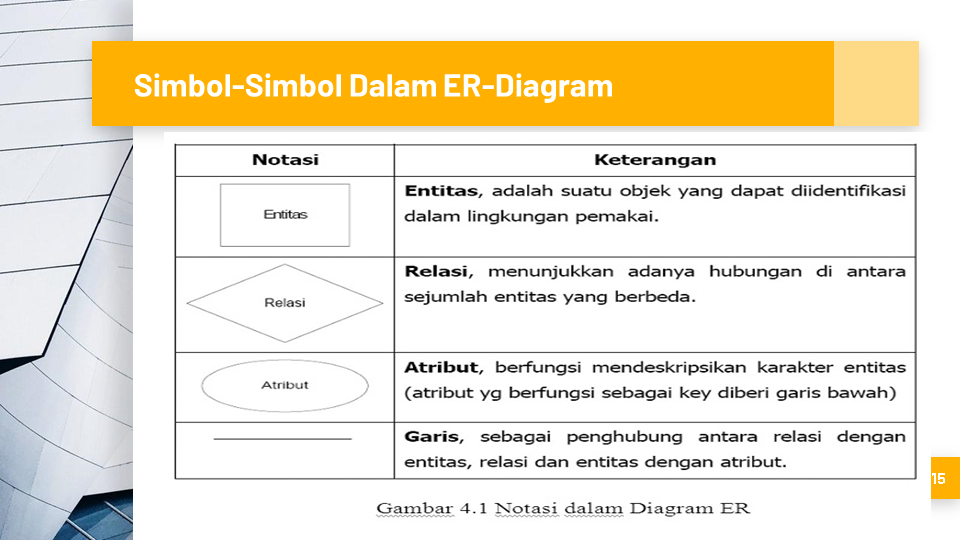 Simbol-Simbol Dalam ER-Diagram
Notasi
Keterangan
Entitas
Entitas, adalah suatu objek yang dapat diidentifikasi
dalam lingkungan pemakai.
Relasi
Relasi, menunjukkan adanya hubungan di antara
sejumlah entitas yang berbeda.
Atribut
Atribut, berfungsi mendeskripsikan karakter entitas
(atribut yg berfungsi sebagai key diberi garis bawah)
Garis, sebagai penghubung antara relasi dengan
entitas, relasi dan entitas dengan atribut.
15
Gambar 4.1 Notasi dalam Diagram ER